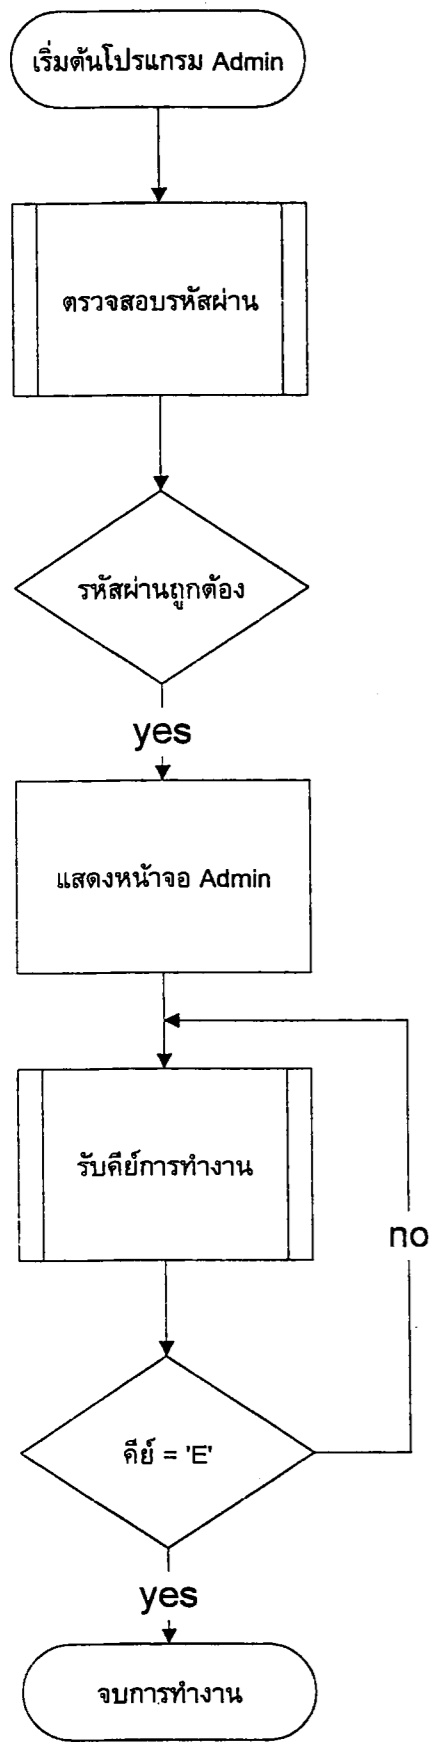 เริ่มต้นโปรแกรม Admin
ตรวจสอบรหัสผ่าน
รหัสผ่านถูกต้อง
yes
แสดงหน้าจอ Admin
รับคีย์การทำงาน
no
คีย์ = 'E'
yes
จบการทำงาน